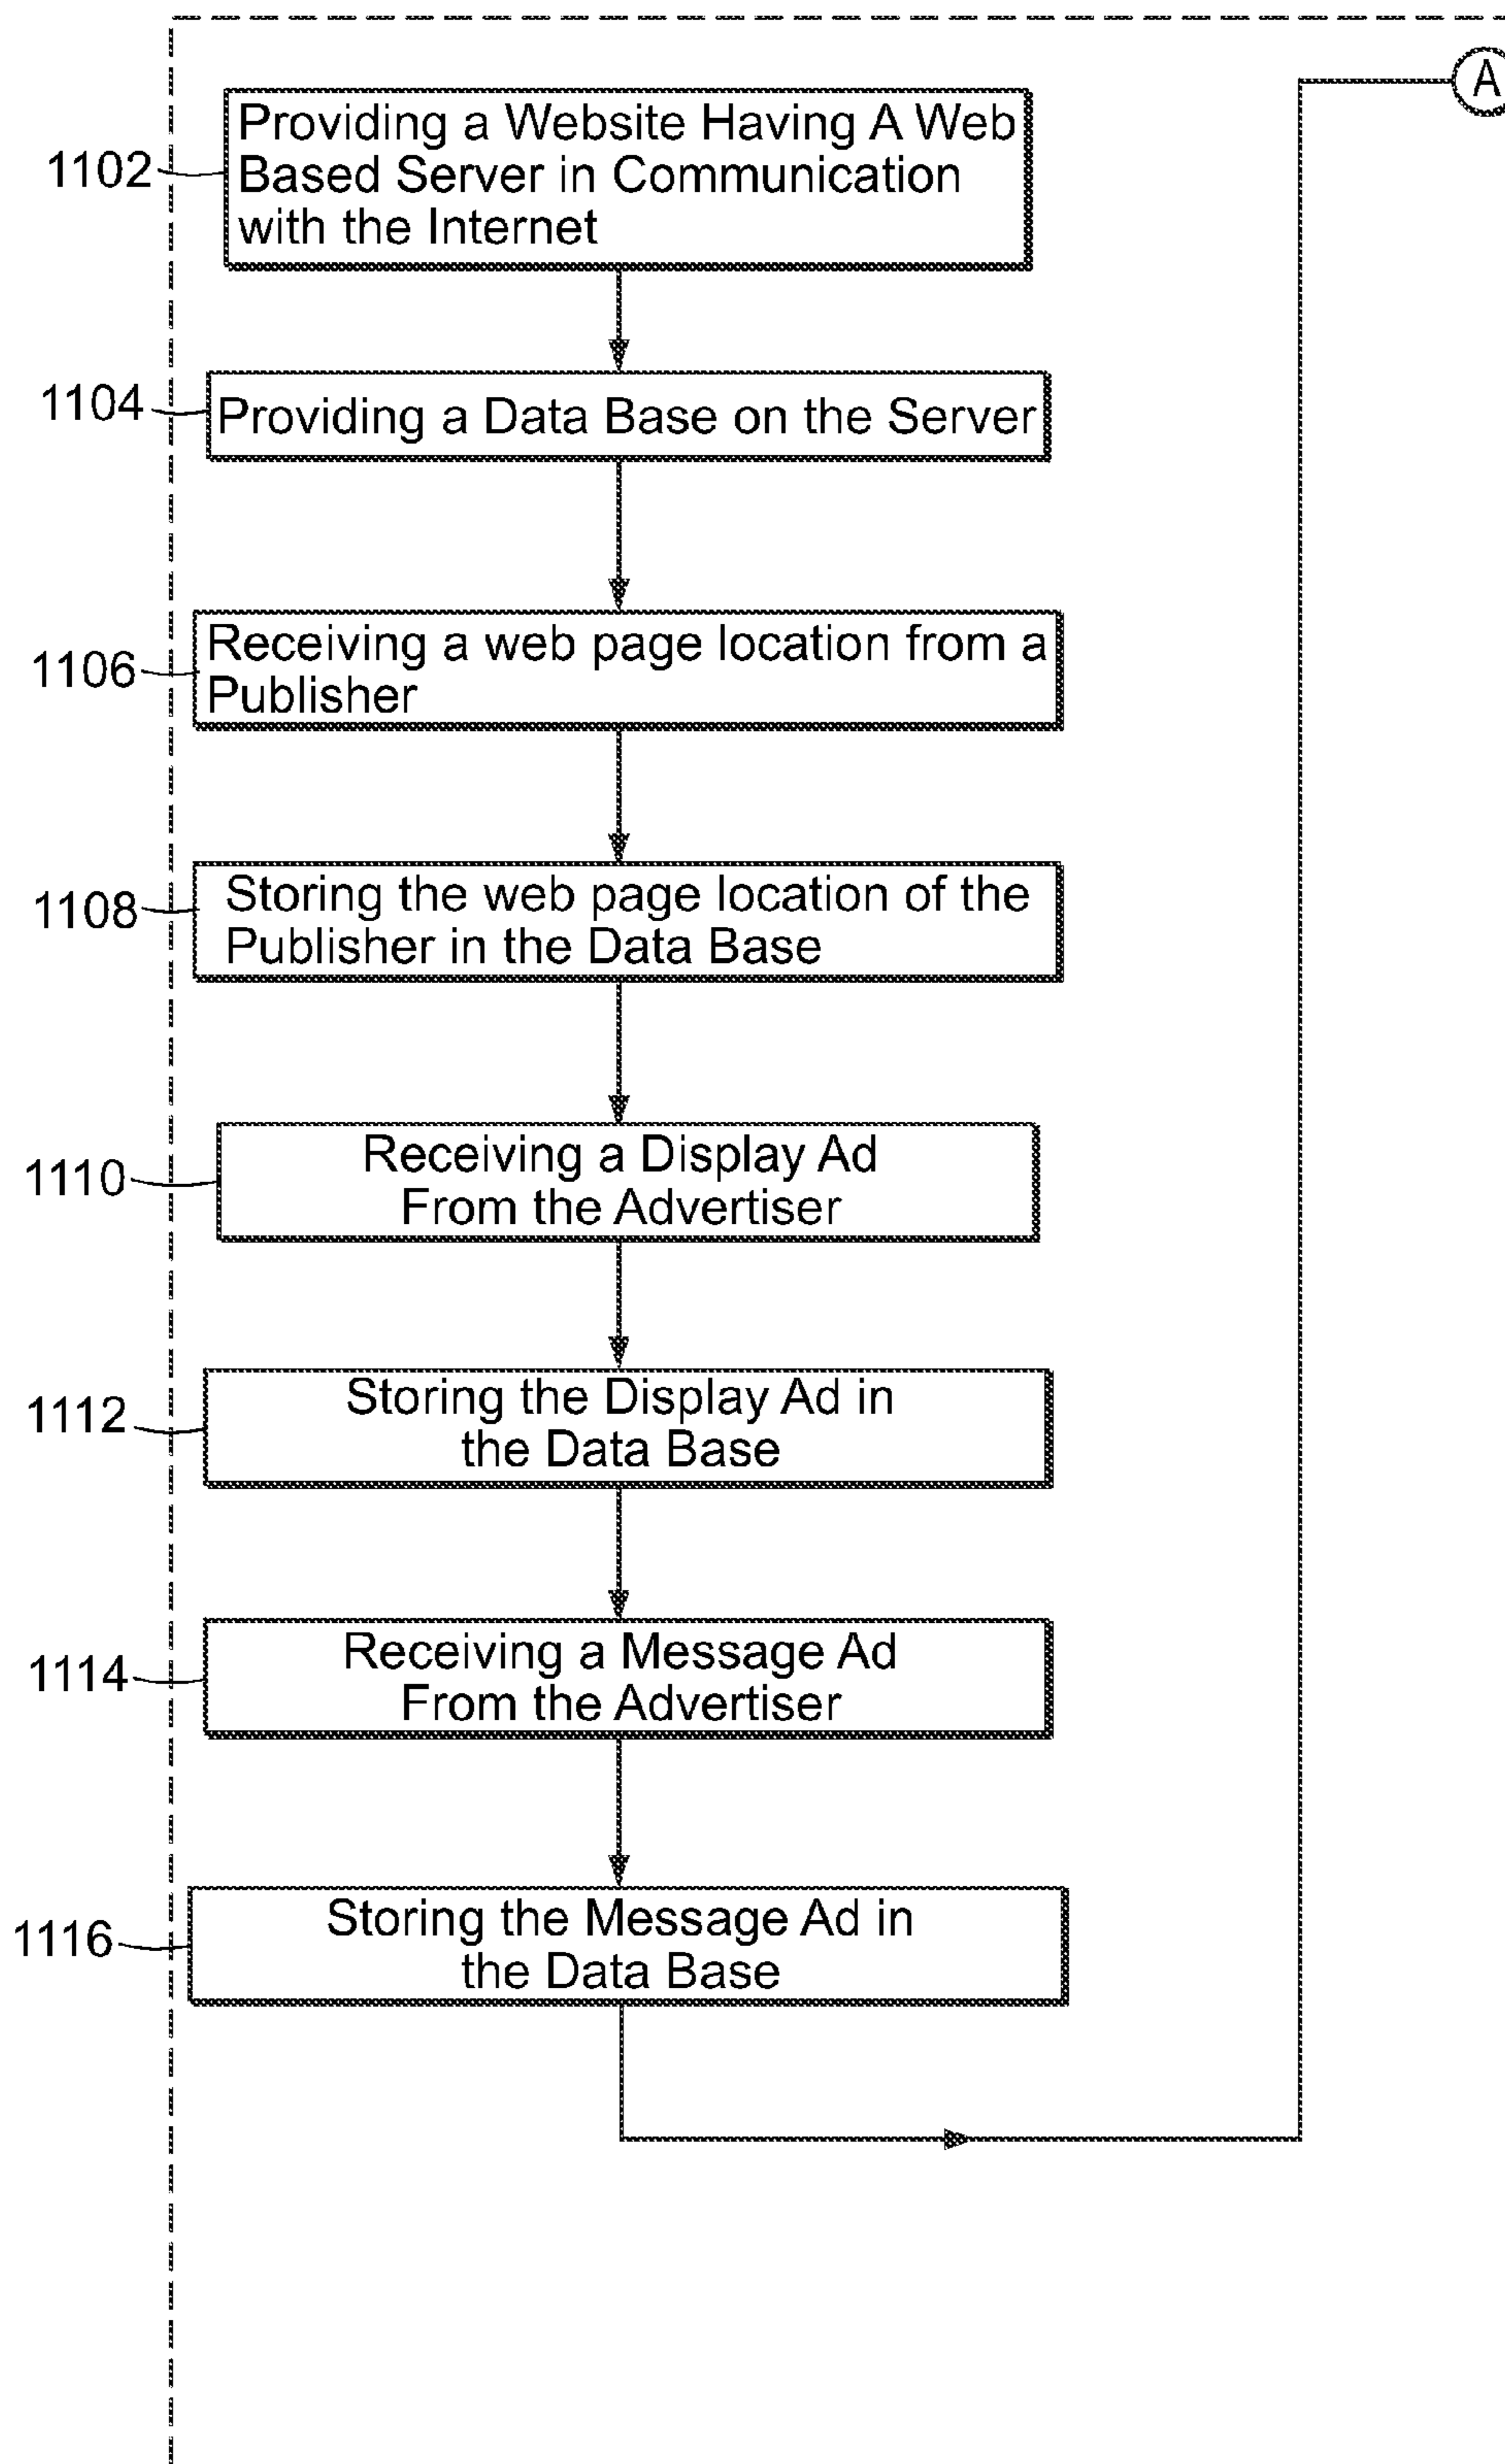 A
1102
Providing a Website Having A Web
Based Server in Communication
with the Internet
1104
Providing a Data Base on the Server
1106
Receiving a web page location from a
Publisher
1108
Storing the web page location of the
Publisher in the Data Base
1110
Receiving a Display Ad
From the Advertiser
1112
Storing the Display Ad in
the Data Base
1114
Receiving a Message Ad
From the Advertiser
1116
Storing the Message Ad in
the Data Base